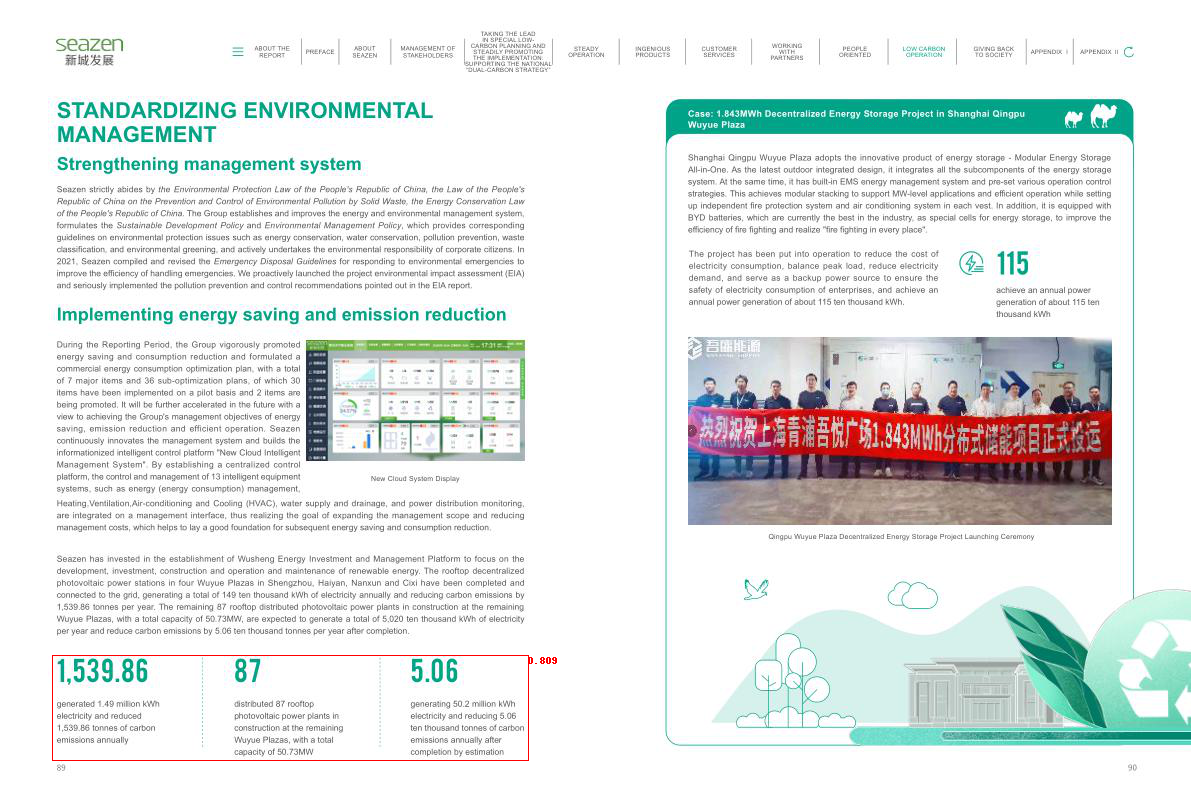 seazen
新城发展
ABOUT THE
REPORT
PREFACE
ABOUT
SEAZEN
MANAGEMENT OF
STAKEHOLDERS
TAKING THE LEAD
IN SPECIAL LOW-
CARBON PLANNING AND
STEADILY PROMOTING
THE IMPLEMENTATION:
SUPPORTING THE NATIONAL
"DUAL-CARBON STRATEGY"
STEADY
OPERATION
INGENIOUS
PRODUCTS
CUSTOMER
SERVICES
WORKING
WITH
PARTNERS
PEOPLE
ORIENTED
LOW CARBON
OPERATION
GIVING BACK
TO SOCIETY
APPENDIX I
APPENDIX II
STANDARDIZING ENVIRONMENTAL
MANAGEMENT
Strengthening management system
Seazen strictly abides by the Environmental Protection Law of the People's Republic of China, the Law of the People's
Republic of China on the Prevention and Control of Environmental Pollution by Solid Waste, the Energy Conservation Law
of the People's Republic of China. The Group establishes and improves the energy and environmental management system,
formulates the Sustainable Development Policy and Environmental Management Policy, which provides corresponding
guidelines on environmental protection issues such as energy conservation, water conservation, pollution prevention, waste
classification, and environmental greening, and actively undertakes the environmental responsibility of corporate citizens. In
2021, Seazen compiled and revised the Emergency Disposal Guidelines for responding to environmental emergencies to
improve the efficiency of handling emergencies. We proactively launched the project environmental impact assessment (EIA)
and seriously implemented the pollution prevention and control recommendations pointed out in the EIA report.
Implementing energy saving and emission reduction
During the Reporting Period, the Group vigorously promoted
energy saving and consumption reduction and formulated a
commercial energy consumption optimization plan, with a total
of 7 major items and 36 sub-optimization plans, of which 30
items have been implemented on a pilot basis and 2 items are
being promoted. It will be further accelerated in the future with a
view to achieving the Group's management objectives of energy
saving, emission reduction and efficient operation. Seazen
continuously innovates the management system and builds the
informationized intelligent control platform "New Cloud Intelligent
Management System". By establishing a centralized control
platform, the control and management of 13 intelligent equipment
systems, such as energy (energy consumption) management,
17:31
New Cloud System Display
Heating,Ventilation,Air-conditioning and Cooling (HVAC), water supply and drainage, and power distribution monitoring,
are integrated on a management interface, thus realizing the goal of expanding the management scope and reducing
management costs, which helps to lay a good foundation for subsequent energy saving and consumption reduction.
Seazen has invested in the establishment of Wusheng Energy Investment and Management Platform to focus on the
development, investment, construction and operation and maintenance of renewable energy. The rooftop decentralized
photovoltaic power stations in four Wuyue Plazas in Shengzhou, Haiyan, Nanxun and Cixi have been completed and
connected to the grid, generating a total of 149 ten thousand kWh of electricity annually and reducing carbon emissions by
1,539.86 tonnes per year. The remaining 87 rooftop distributed photovoltaic power plants in construction at the remaining
Wuyue Plazas, with a total capacity of 50.73MW, are expected to generate a total of 5,020 ten thousand kWh of electricity
per year and reduce carbon emissions by 5.06 ten thousand tonnes per year after completion.
0.809
1,539.86
generated 1.49 million kWh
electricity and reduced
1,539.86 tonnes of carbon
emissions annually
87
distributed 87 rooftop
photovoltaic power plants in
construction at the remaining
Wuyue Plazas, with a total
capacity of 50.73MW
5.06
generating 50.2 million kWh
electricity and reducing 5.06
ten thousand tonnes of carbon
emissions annually after
completion by estimation
89
Case: 1.843MWh Decentralized Energy Storage Project in Shanghai Qingpu
Wuyue Plaza
Shanghai Qingpu Wuyue Plaza adopts the innovative product of energy storage - Modular Energy Storage
All-in-One. As the latest outdoor integrated design, it integrates all the subcomponents of the energy storage
system. At the same time, it has built-in EMS energy management system and pre-set various operation control
strategies. This achieves modular stacking to support MW-level applications and efficient operation while setting
up independent fire protection system and air conditioning system in each vest. In addition, it is equipped with
BYD batteries, which are currently the best in the industry, as special cells for energy storage, to improve the
efficiency of fire fighting and realize "fire fighting in every place".
The project has been put into operation to reduce the cost of
electricity consumption, balance peak load, reduce electricity
demand, and serve as a backup power source to ensure the
safety of electricity consumption of enterprises, and achieve an
annual power generation of about 115 ten thousand kWh.
115
achieve an annual power
generation of about 115 ten
thousand kWh
吾盛能源
热烈祝贺上海青浦吾悦广场1.843MWh分布式储能项目正式投运
Qingpu Wuyue Plaza Decentralized Energy Storage Project Launching Ceremony
90